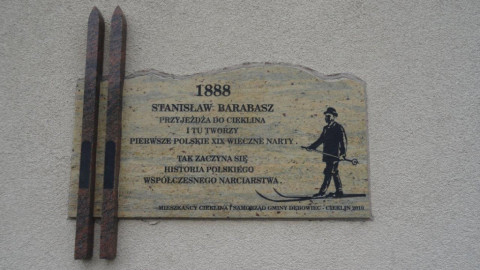 1888
STANISŁAW BARABASZ
PRZYJEŻDŻA DO CIEKLINA
I TU TWORZY
PIERWSZE POLSKIE XIX-WIECZNE NARTY.
TAK ZACZYNA SIĘ
HISTORIA POLSKIEGO
WSPÓŁCZESNEGO NARCIARSTWA.
MIESZKAŃCY CIEKLINA I SAMORZĄD GMINY DĘBOWIEC - CIEKLIN